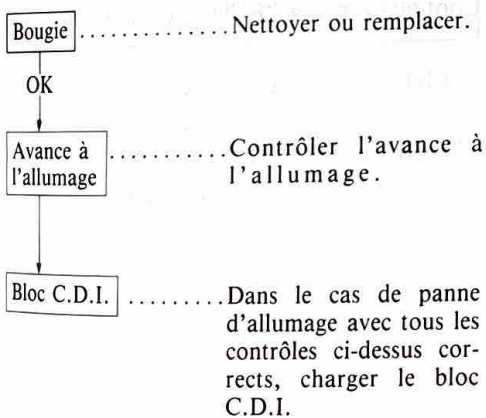 Bougie ............... Nettoyer ou remplacer.
OK
Avance à ........... Contrôler l'avance à
l'allumage l'allumage.
Bloc C.D.I. ......... Dans le cas de panne
d'allumage avec tous les
contrôles ci-dessus cor-
rects, charger le bloc
C.D.I.